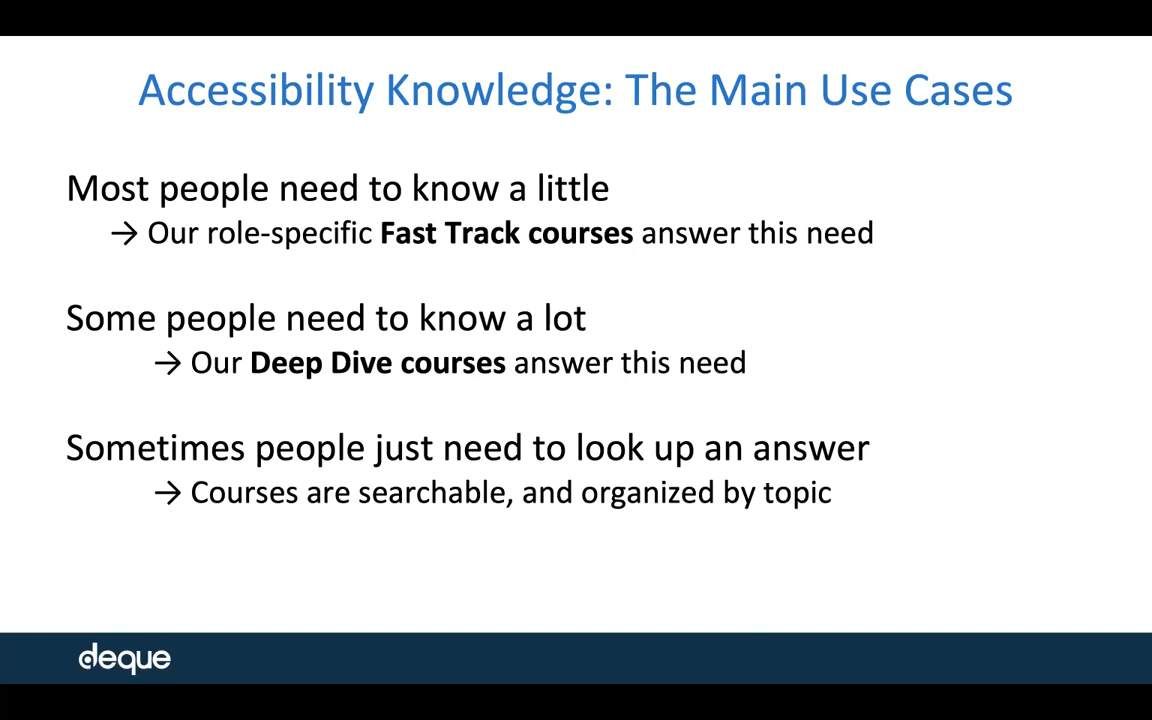 Accessibility Knowledge: The Main Use Cases
Most people need to know a little
→ Our role-specific Fast Track courses answer this need
Some people need to know a lot
→ Our Deep Dive courses answer this need
Sometimes people just need to look up an answer
→ Courses are searchable, and organized by topic
deque